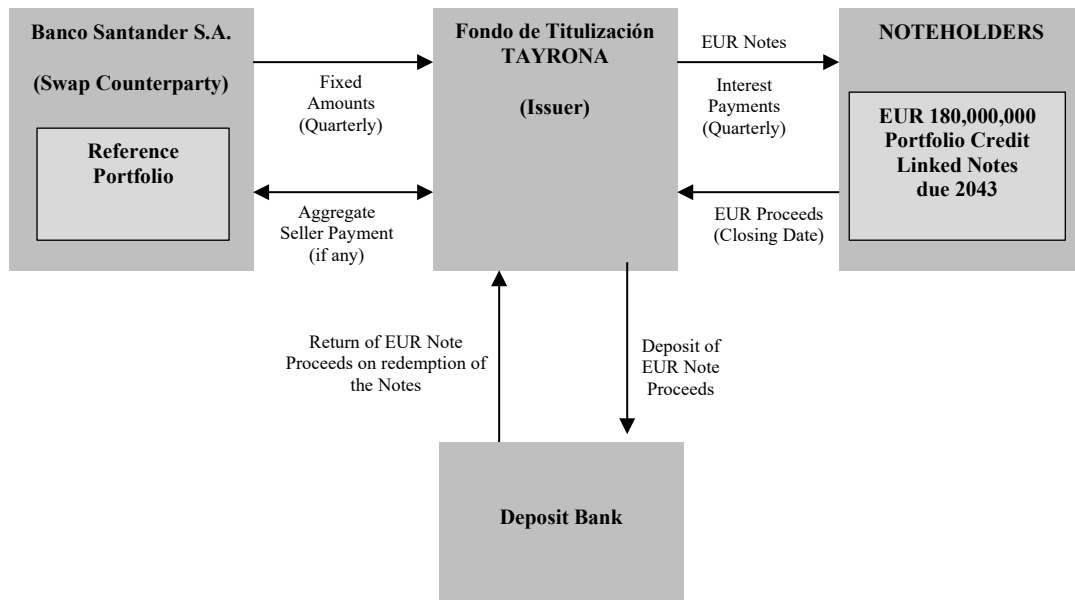 Banco Santander S.A.
(Swap Counterparty)
Reference
Portfolio
Fixed
Amounts
(Quarterly)
Aggregate
Seller Payment
(if any)
Fondo de Titulización
TAYRONA
(Issuer)
EUR Notes
Interest
Payments
(Quarterly)
EUR Proceeds
(Closing Date)
NOTEHOLDERS
EUR 180,000,000
Portfolio Credit
Linked Notes
due 2043
Return of EUR Note
Proceeds on redemption of
the Notes
Deposit of
EUR Note
Proceeds
Deposit Bank